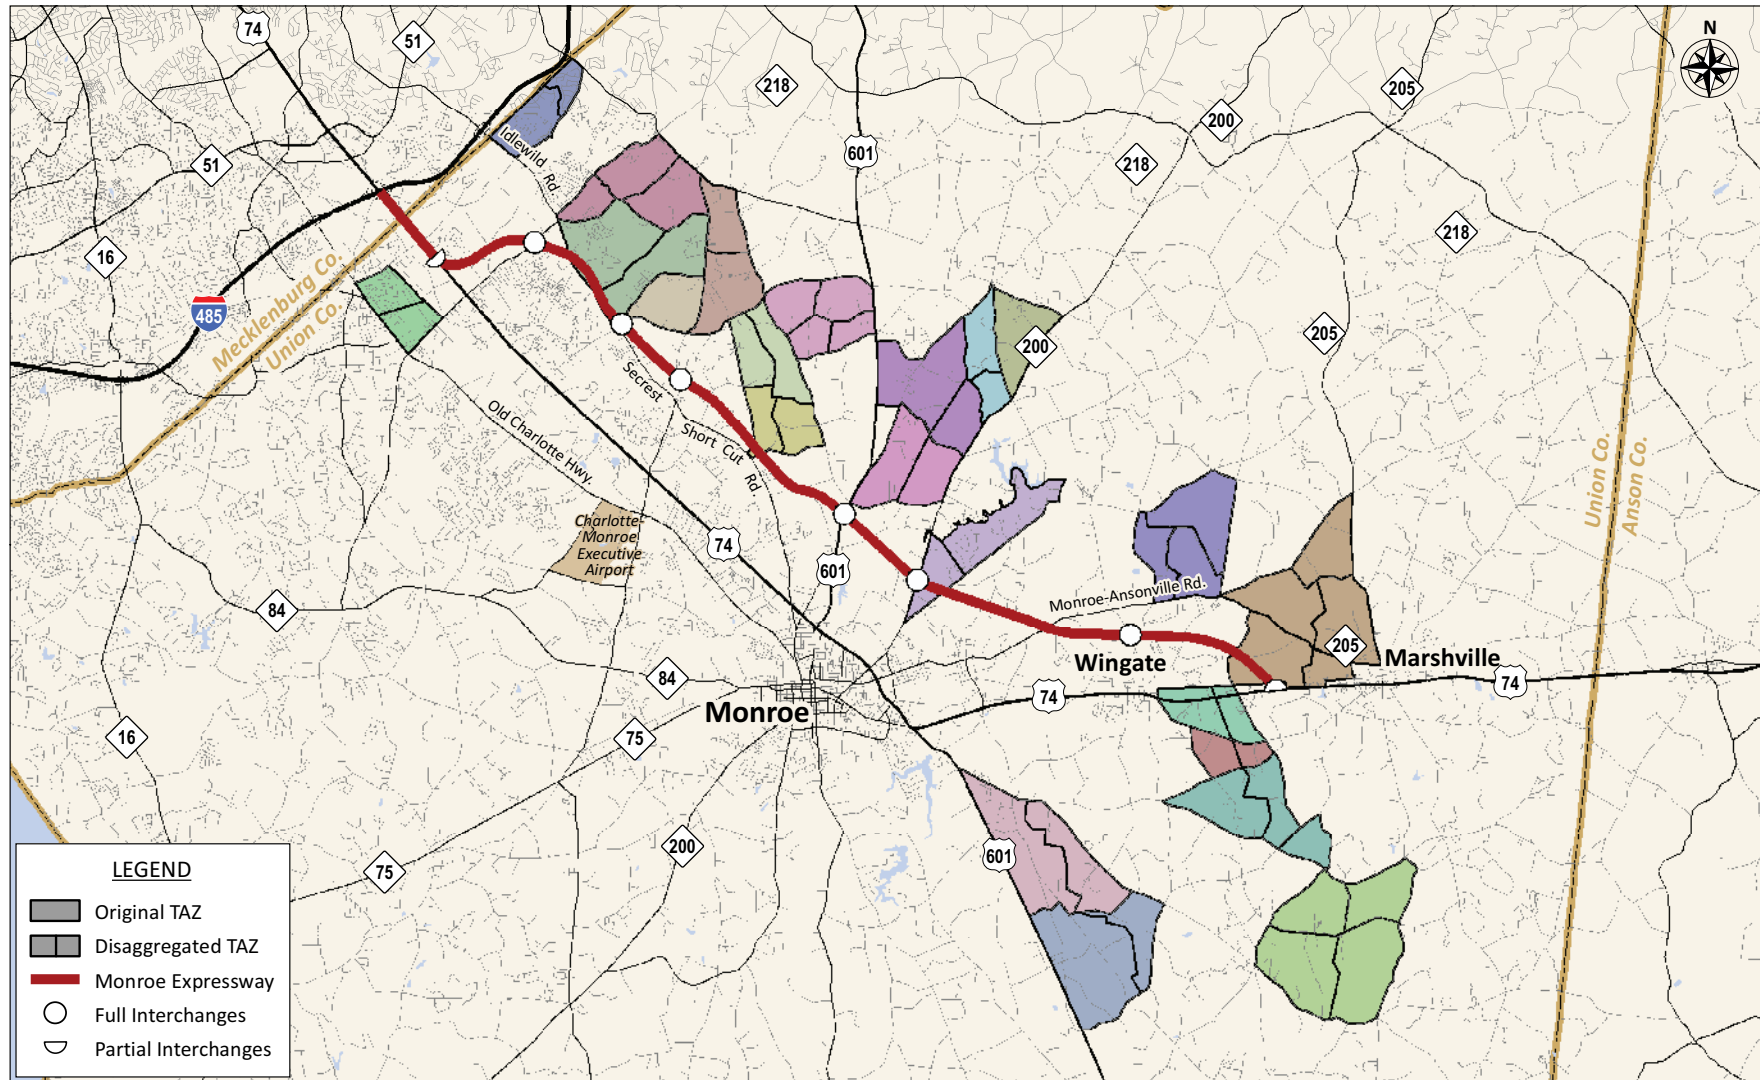 74
51
N
218
205
200
Idlewild
Rd.
51
601
218
218
16
Mecklenburg Co.
Union Co.
485
205
200
Secrest
Short Cut
Rd.
Old Charlotte Hwy.
Union Co.
Anson Co.
Charlotte-
Monroe
Executive
Airport
74
601
84
Monroe-Ansonville Rd.
205
Wingate
Marshville
84
74
74
Monroe
16
75
200
75
601
LEGEND
Original TAZ
Disaggregated TAZ
Monroe Expressway
Full Interchanges
Partial Interchanges